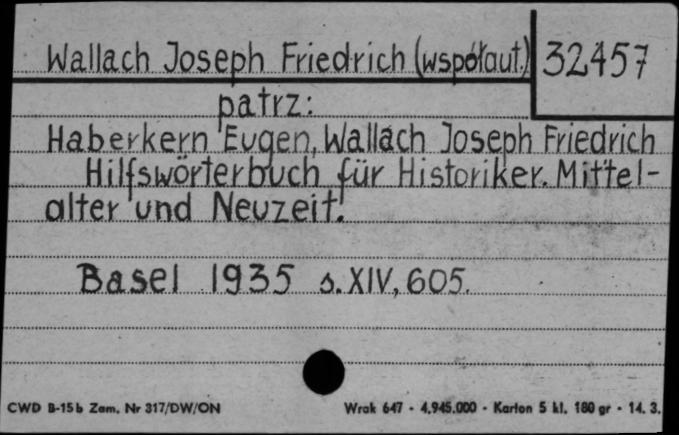 Wallach Joseph Friedrich (współaut.) 32457
patrz:
Haberkern Eugen, Wallach Joseph Friedrich
Hilfswörterbuch für Historiker. Mittel-
alter und Neuzeit.
Basel 1935 s. XIV, 605.
CWD B-15b Zam. Nr 317/DW/ON Wrak 647 - 4.945.000 - Karton 5 kl. 180 gr - 14. 3.